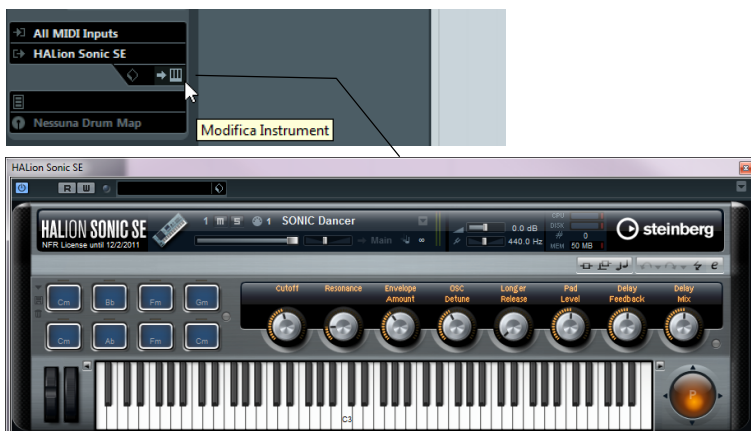 All MIDI Inputs
HALion Sonic SE
Nessuna Drum Map
Modifica Instrument
HALion Sonic SE
R W
HALION SONIC SE
NFR License until 12/2/2011
1 m s 1 SONIC Dancer
Main ∞
0.0 dB
440.0 Hz
CPU
DISK
# 0
MEM 50 MB
steinberg
e
Cm Bb Fm Gm
Cm Ab Fm Cm
Cutoff Resonance Envelope Amount OSC Detune Longer Release Pad Level Delay Feedback Delay Mix
C3
P